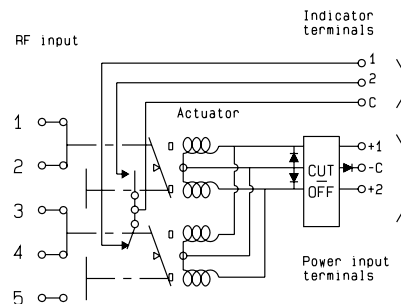 Indicator
terminals
RF input
1
2
C
Actuator
1
2
3
4
5
CUT
OFF
+1
-C
+2
Power input
terminals